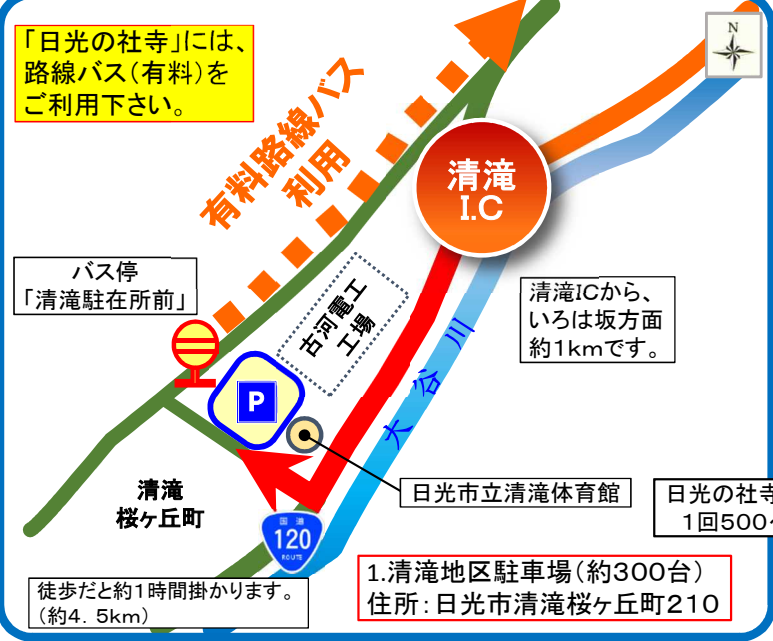 「日光の社寺」には、
路線バス(有料)を
ご利用下さい。
N
有料路線バス
利用
清滝
I.C
バス停
「清滝駐在所前」
古河電工
工場
清滝ICから、
いろは坂方面
約1kmです。
大谷川
P
清滝
桜ヶ丘町
日光市立清滝体育館
日光の社寺
1回500
国道
120
ROUTE
徒歩だと約1時間掛かります。
(約4.5km)
1.清滝地区駐車場(約300台)
住所:日光市清滝桜ヶ丘町210